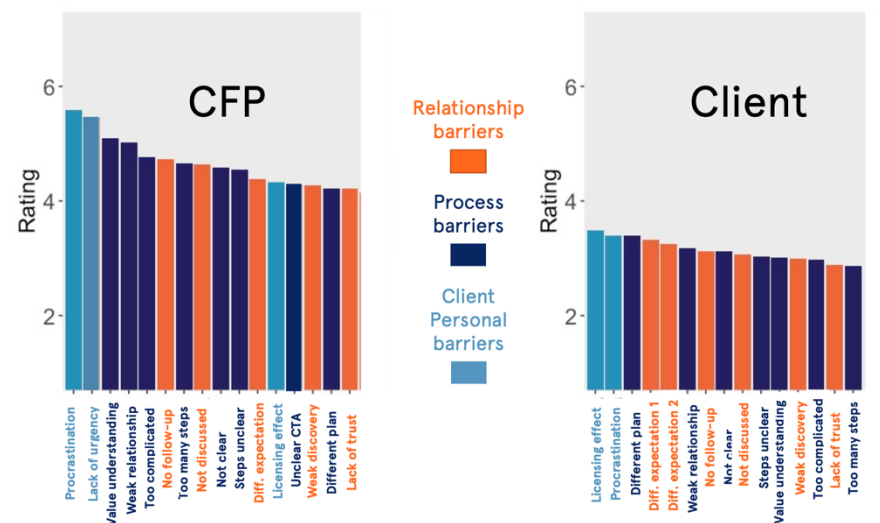 CFP
Rating
6
4
2
Procrastination
Lack of urgency
Value understanding
Weak relationship
Too complicated
No follow-up
Too many steps
Not discussed
Not clear
Steps unclear
Diff. expectation
Licensing effect
Unclear CTA
Weak discovery
Different plan
Lack of trust
Relationship
barriers
Process
barriers
Client
Personal
barriers
Client
Rating
6
4
2
Licensing effect
Procrastination
Different plan
Diff. expectation 1
Diff. expectation 2
Weak relationship
No follow-up
Not clear
Not discussed
Steps unclear
Value understanding
Weak discovery
Too complicated
Lack of trust
Too many steps